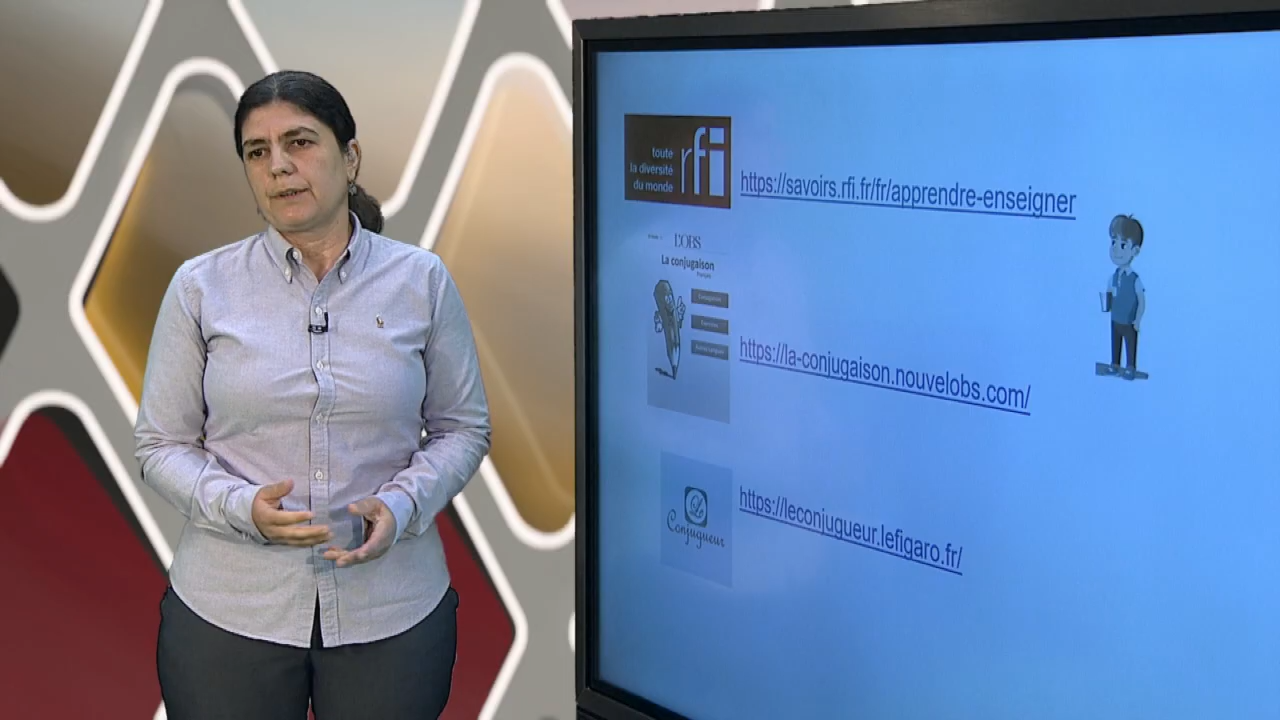 toute
la diversité
du monde
rfi
https://savoirs.rfi.fr/fr/apprendre-enseigner
L'OBS
La conjugaison
https://la-conjugaison.nouvelobs.com/
Le
Conjugueur
https://leconjugueur.lefigaro.fr/